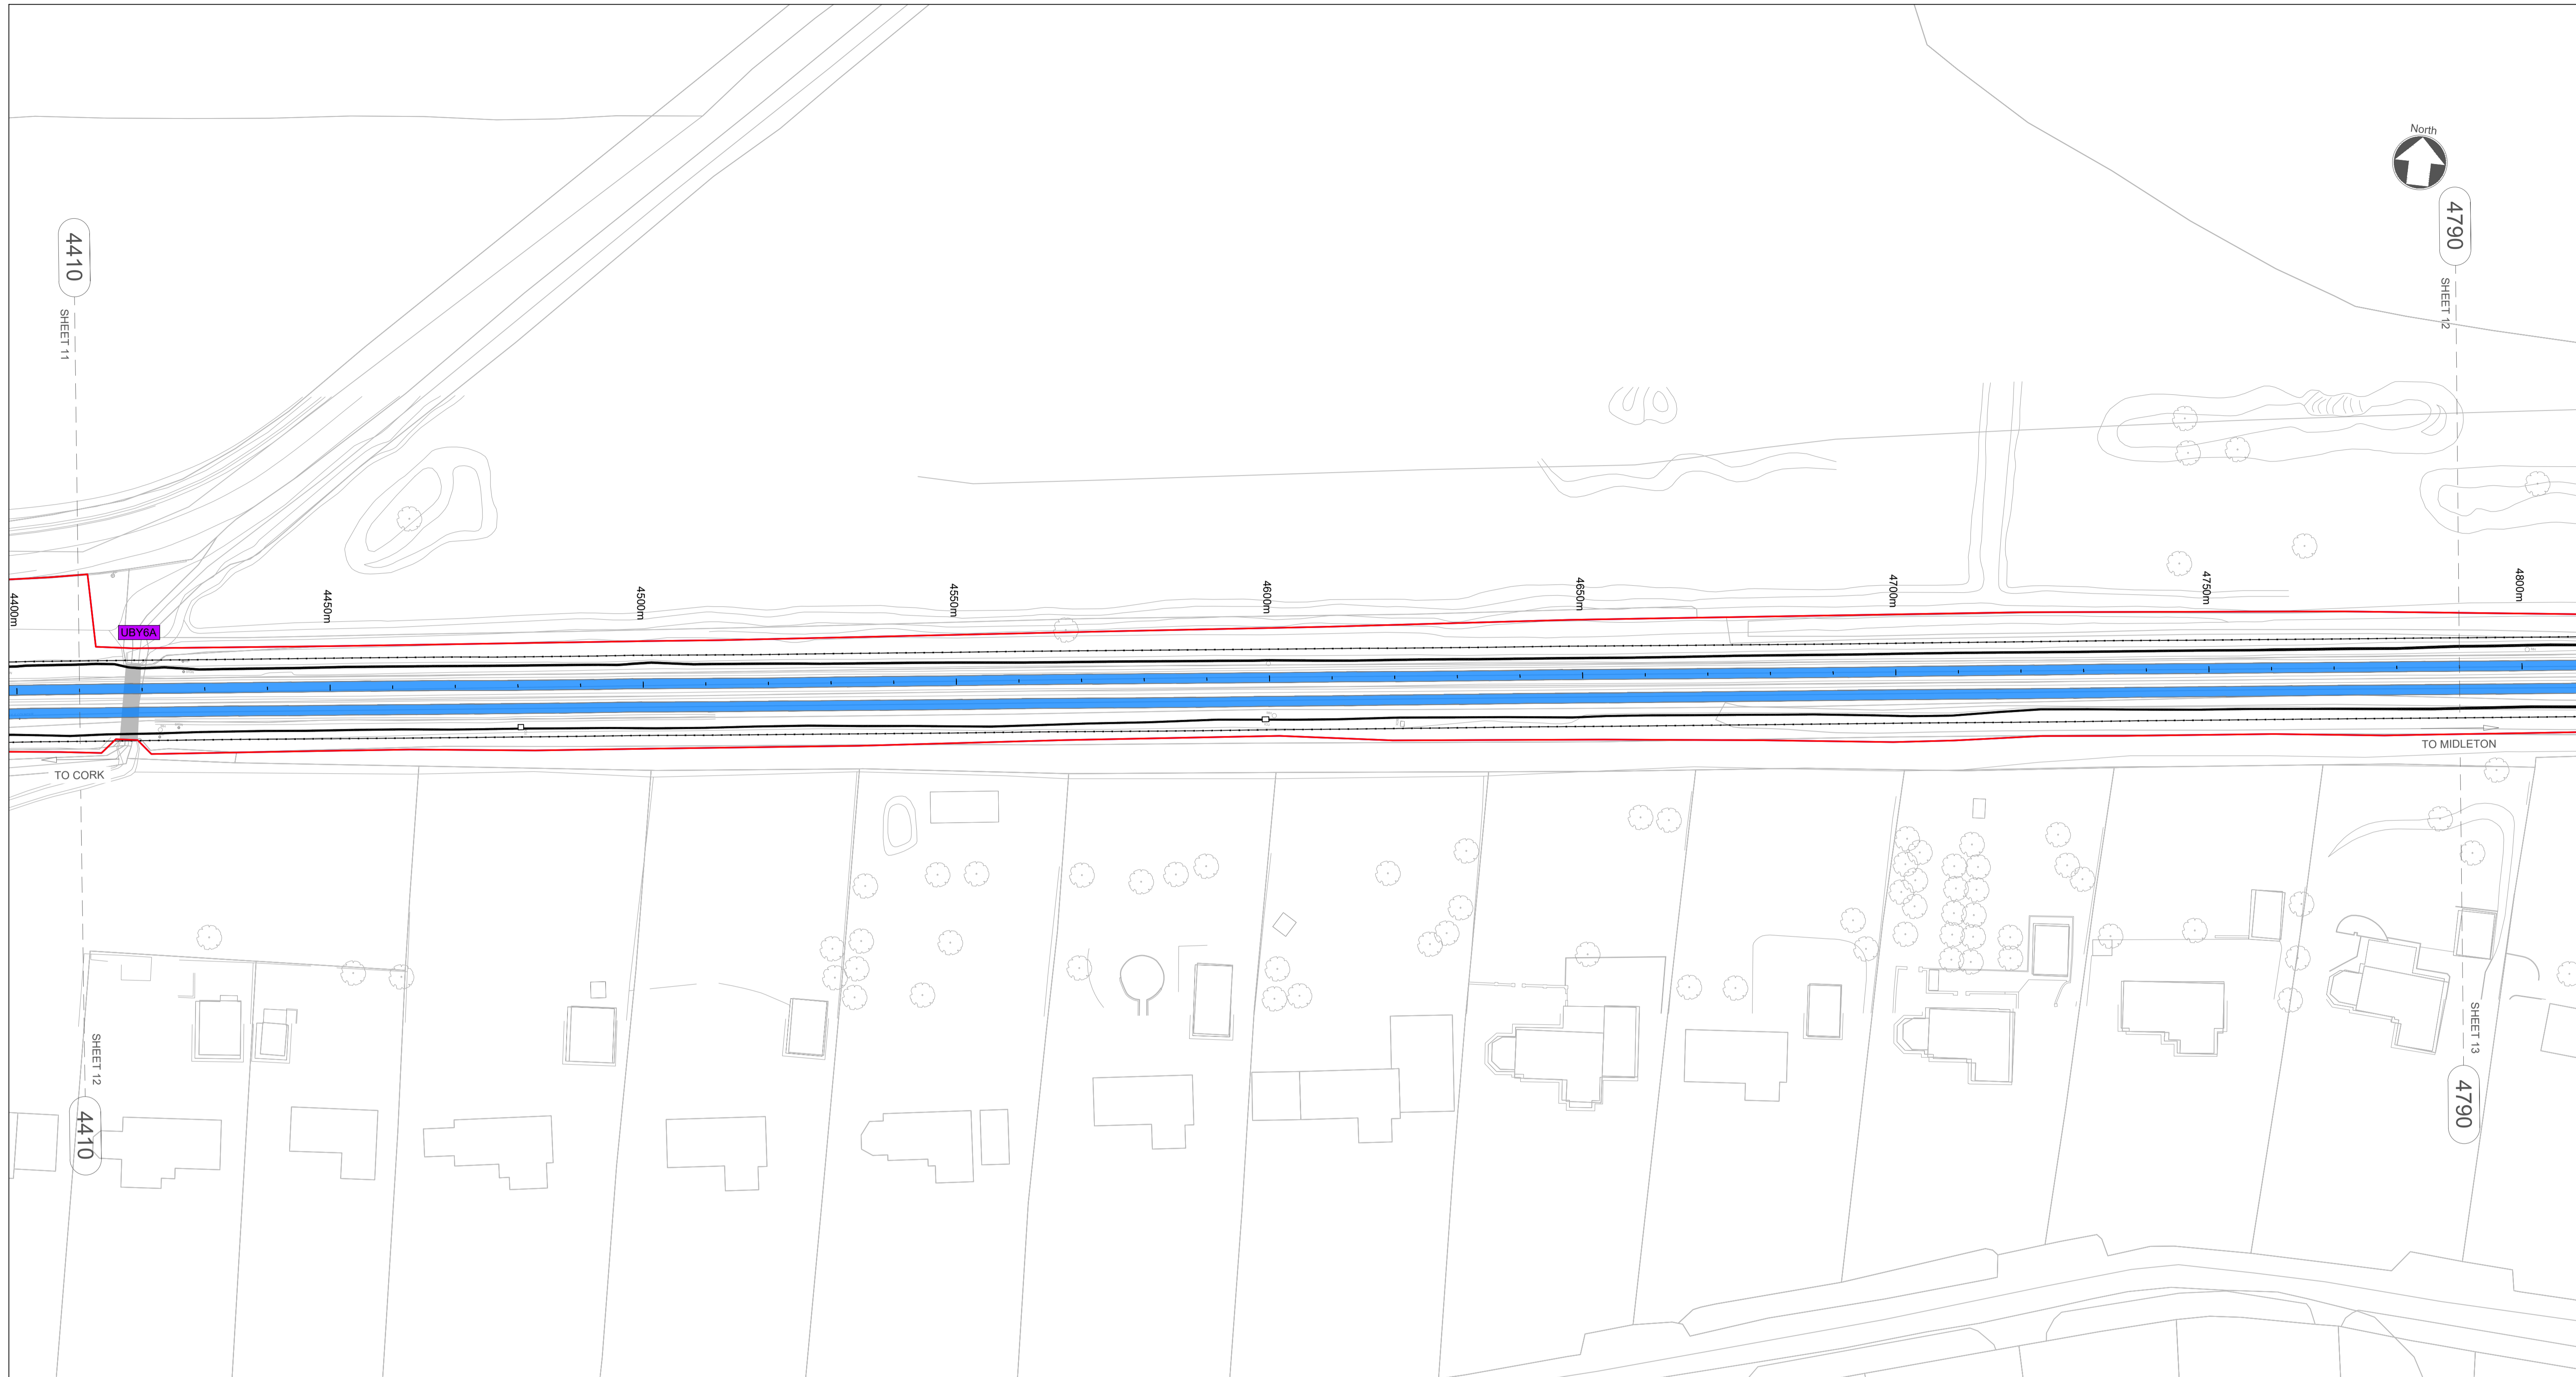 North
4410
4790
SHEET 11
SHEET 12
4400m
4450m
4500m
4550m
4600m
4650m
4700m
4750m
4800m
UBY6A
TO CORK
TO MIDLETON
SHEET 12
SHEET 13
4410
4790